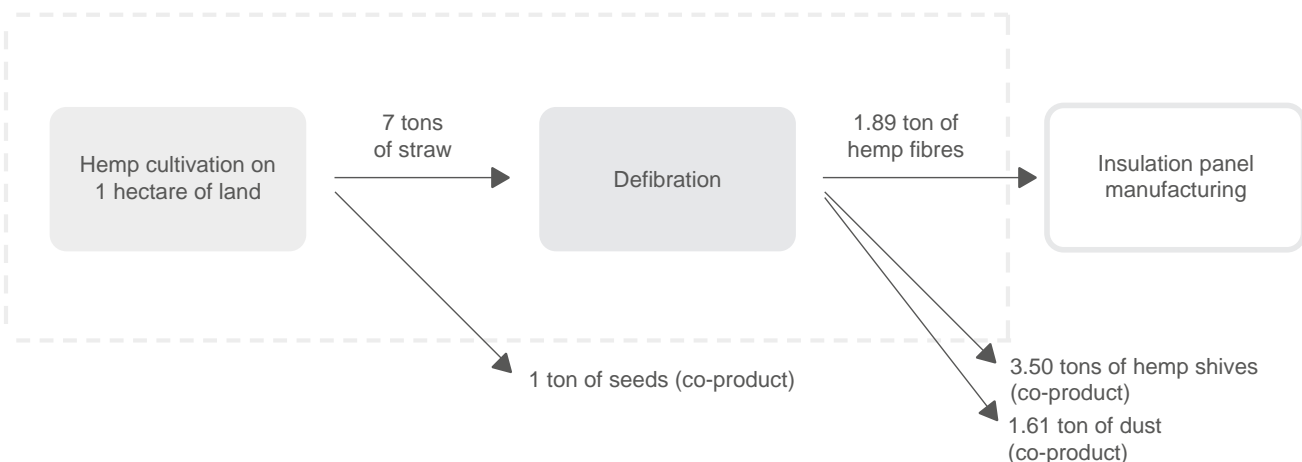 Hemp cultivation on
1 hectare of land
7 tons
of straw
Defibration
1.89 ton of
hemp fibres
Insulation panel
manufacturing
1 ton of seeds (co-product)
3.50 tons of hemp shives
(co-product)
1.61 ton of dust
(co-product)